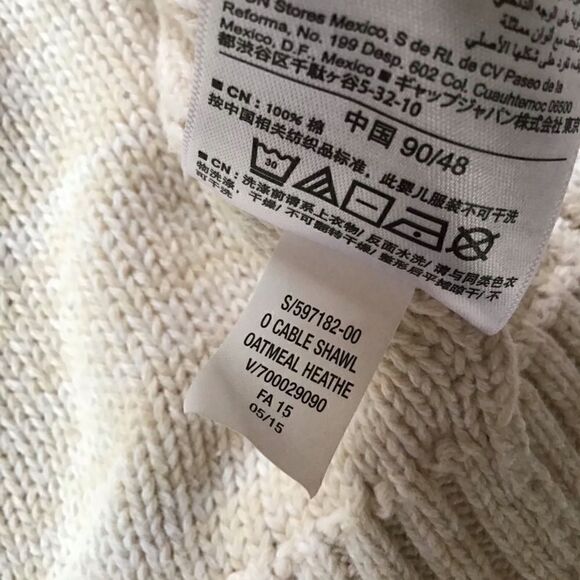 ON Stores Mexico, S de RL de CV Paseo de la
Reforma, No. 199 Desp. 602 Col. Cuauhtemoc 06500
Mexico, D.F. Mexico ■ ギャップジャパン株式会社 東京
都渋谷区千駄ヶ谷5-32-10
■ CN : 100% 棉
中国 90/48
按中国相关纺织品标准, 此婴儿服装不可干洗
30
■ CN : 洗涤前请系上衣物/ 反面水洗/ 请与同类色衣
物洗涤, 干燥/ 不可翻转干燥/ 整形后平摊晾干/ 不
可干洗
S/597182-00
O CABLE SHAWL
OATMEAL HEATHE
V/700029090
FA 15
05/15